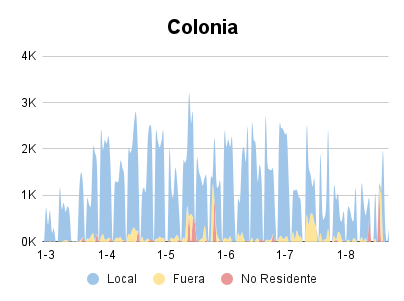 Colonia
4K
3K
2K
1K
0K
1-3 1-4 1-5 1-6 1-7 1-8
Local Fuera No Residente